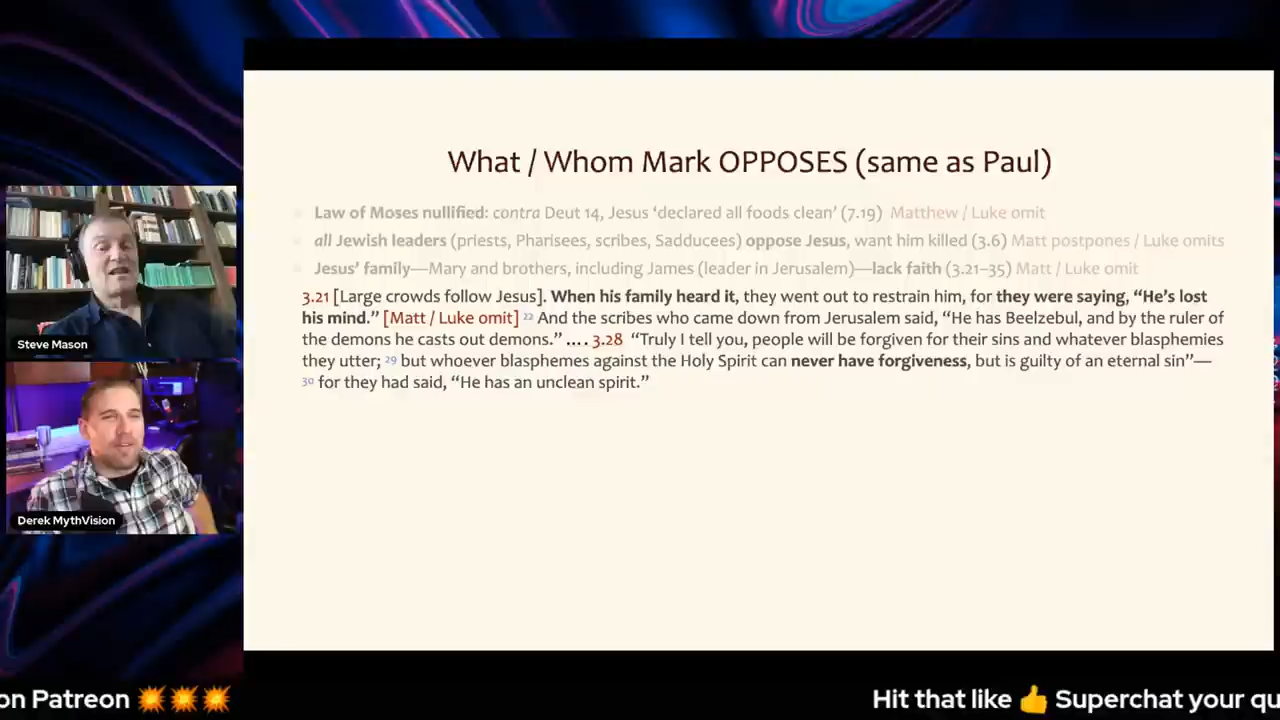 What / Whom Mark OPPOSES (same as Paul)
Law of Moses nullified: contra Deut 14, Jesus ‘declared all foods clean’ (7.19) Matthew / Luke omit
all Jewish leaders (priests, Pharisees, scribes, Sadducees) oppose Jesus, want him killed (3.6) Matt postpones / Luke omits
Jesus’ family—Mary and brothers, including James (leader in Jerusalem)—lack faith (3.21–35) Matt / Luke omit
3.21 [Large crowds follow Jesus]. When his family heard it, they went out to restrain him, for they were saying, “He’s lost
his mind.” [Matt / Luke omit] 22 And the scribes who came down from Jerusalem said, “He has Beelzebul, and by the ruler of
the demons he casts out demons.” .... 3.28 “Truly I tell you, people will be forgiven for their sins and whatever blasphemies
they utter; 29 but whoever blasphemes against the Holy Spirit can never have forgiveness, but is guilty of an eternal sin”—
30 for they had said, “He has an unclean spirit.”
Steve Mason
Derek MythVision
on Patreon 💥💥💥
Hit that like 👍 Superchat your qu